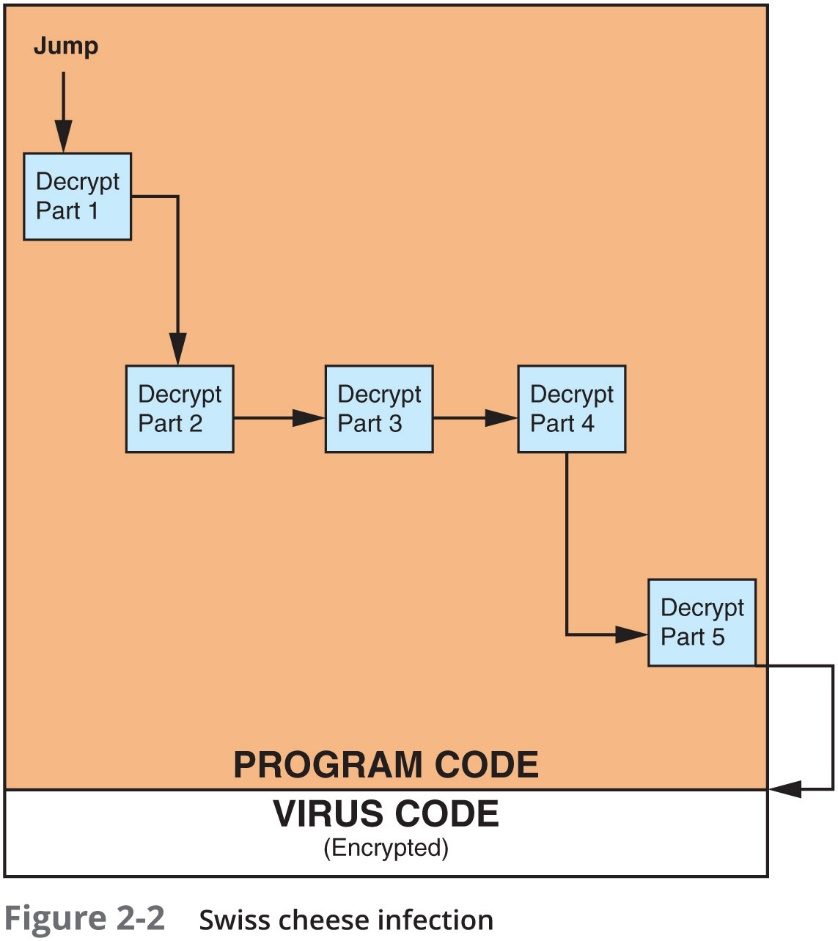 Jump
Decrypt
Part 1
Decrypt
Part 2
Decrypt
Part 3
Decrypt
Part 4
Decrypt
Part 5
PROGRAM CODE
VIRUS CODE
(Encrypted)
Figure 2-2 Swiss cheese infection